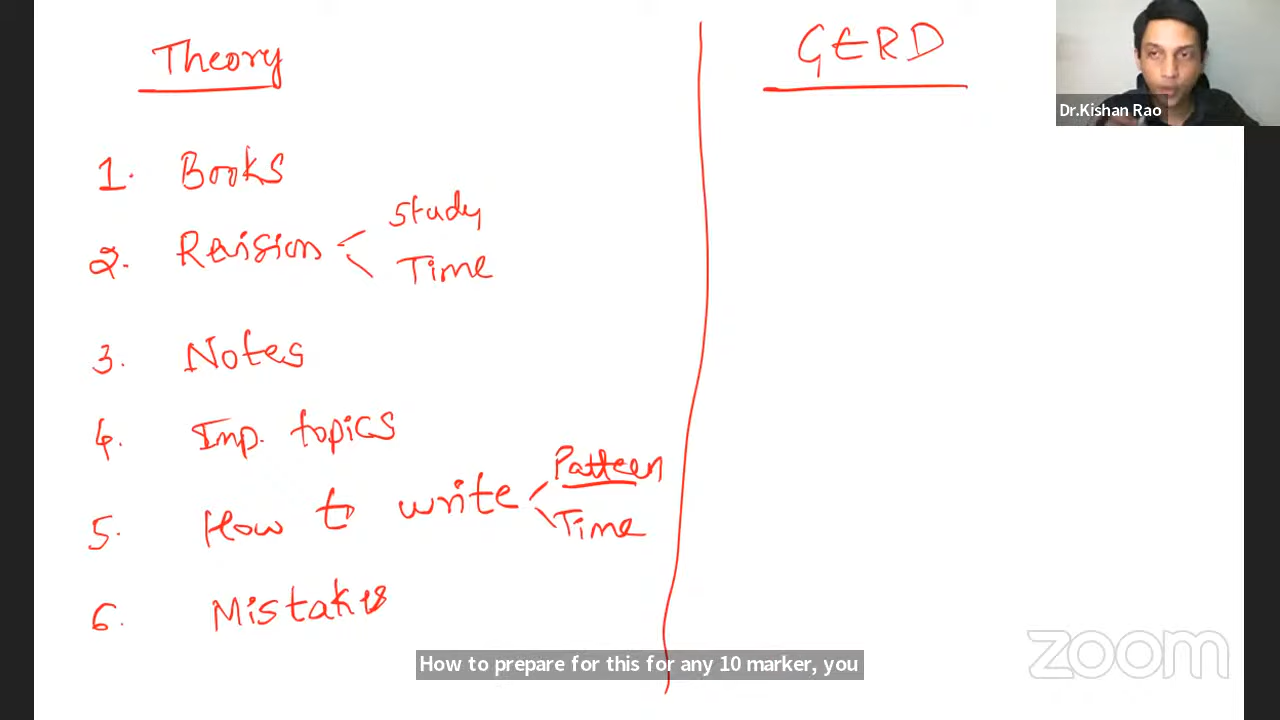 Theory
1. Books
2. Revision < Study
Time
3. Notes
4. Imp. topics
5. How to write < Pattern
Time
6. Mistakes
GERD
Dr.Kishan Rao
How to prepare for this for any 10 marker, you
zoom